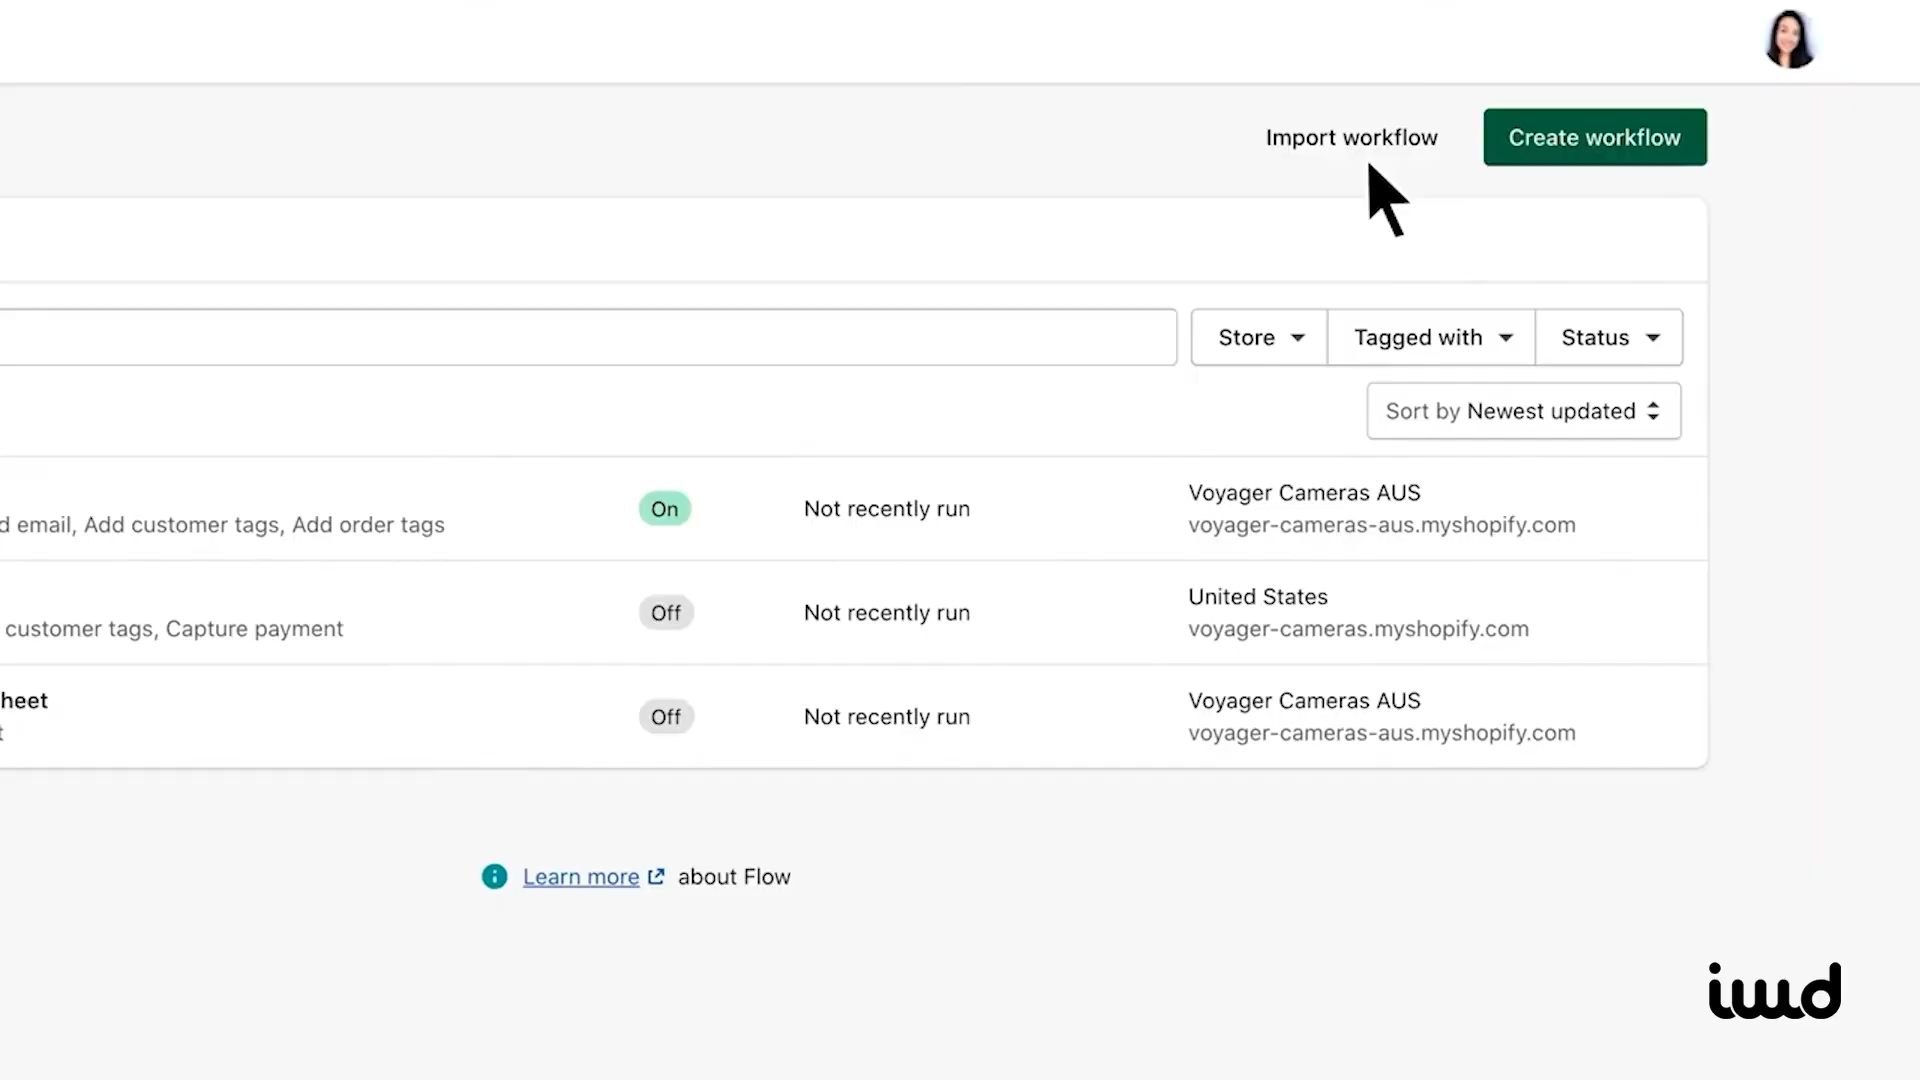 Import workflow
Create workflow
Store
Tagged with
Status
Sort by Newest updated
On
Not recently run
Voyager Cameras AUS
d email, Add customer tags, Add order tags
voyager-cameras-aus.myshopify.com
Off
Not recently run
United States
customer tags, Capture payment
voyager-cameras.myshopify.com
heet
Off
Not recently run
Voyager Cameras AUS
t
voyager-cameras-aus.myshopify.com
Learn more about Flow
iwd